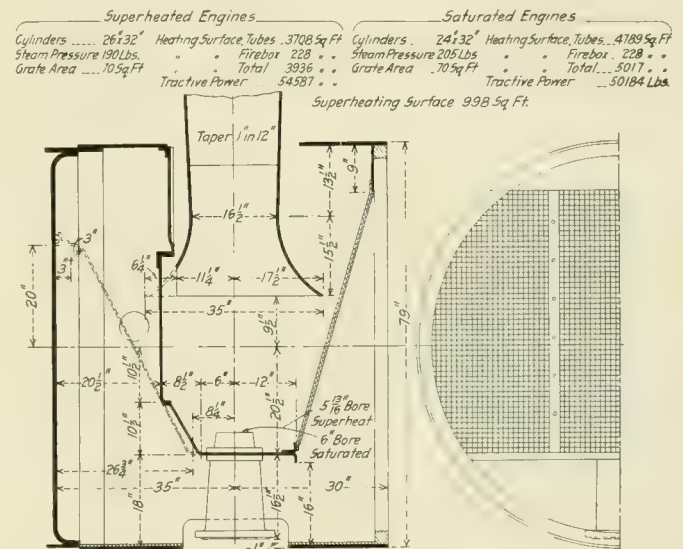 Superheated Engines
Cylinders ...... 26"x32" Heating Surface, Tubes ..3708 Sq Ft
Steam Pressure 190 Lbs. " " Firebox 228 " "
Grate Area ..... 70 Sq Ft " " Total 3936 " "
Tractive Power ...... 54587 " "
Saturated Engines
Cylinders .. 24"x32" Heating Surface, Tubes ...4789 Sq Ft
Steam Pressure 205 Lbs " " Firebox . 228 " "
Grate Area ..70 Sq Ft " " Total ..5017 " "
Tractive Power .....50184 Lbs.
Superheating Surface 998 Sq Ft.
Taper 1" in 12"
9"
13½"
16½"
15½"
3"
3"
6¼"
11¼"
17½"
20"
35"
9½"
79"
10½"
20½"
8½"
6"
12"
20½"
8¼"
10½"
5 13/16" Bore
Superheat
6" Bore
Saturated
26¾"
35"
30"
18"
16½"
16"
1"